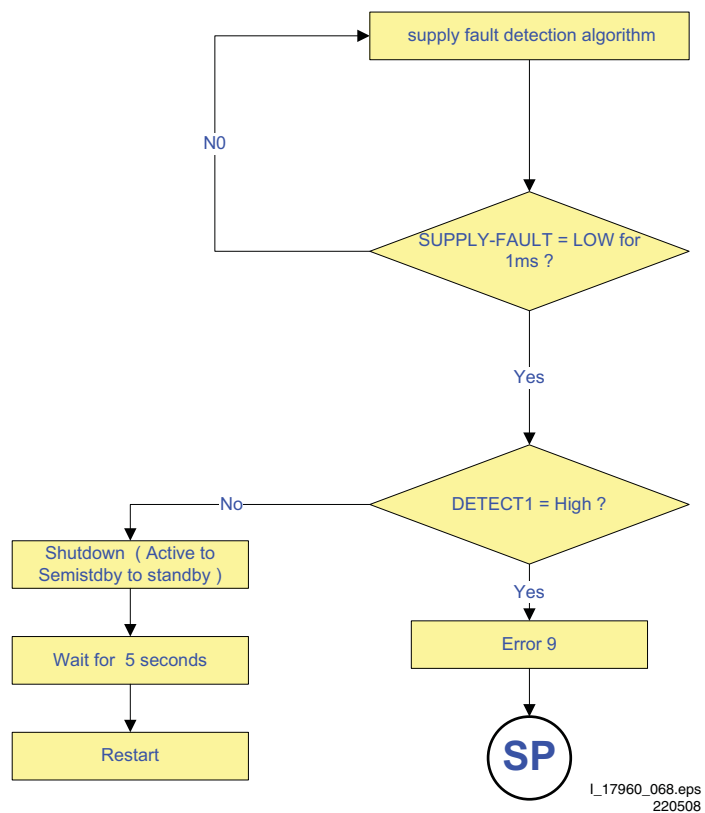 supply fault detection algorithm
N0
SUPPLY-FAULT = LOW for
1ms ?
Yes
DETECT1 = High ?
No
Shutdown ( Active to
Semistdby to standby )
Yes
Wait for 5 seconds
Error 9
Restart
SP
I_17960_068.eps
220508